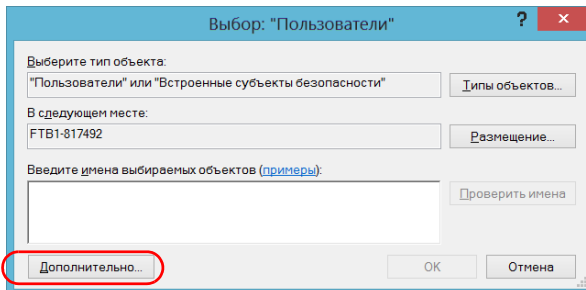 Выбор: "Пользователи"
? ×
Выберите тип объекта:
"Пользователи" или "Встроенные субъекты безопасности"
Типы объектов...
В следующем месте:
FTB1-817492
Размещение...
Введите имена выбираемых объектов (примеры):
Проверить имена
Дополнительно...
OK
Отмена